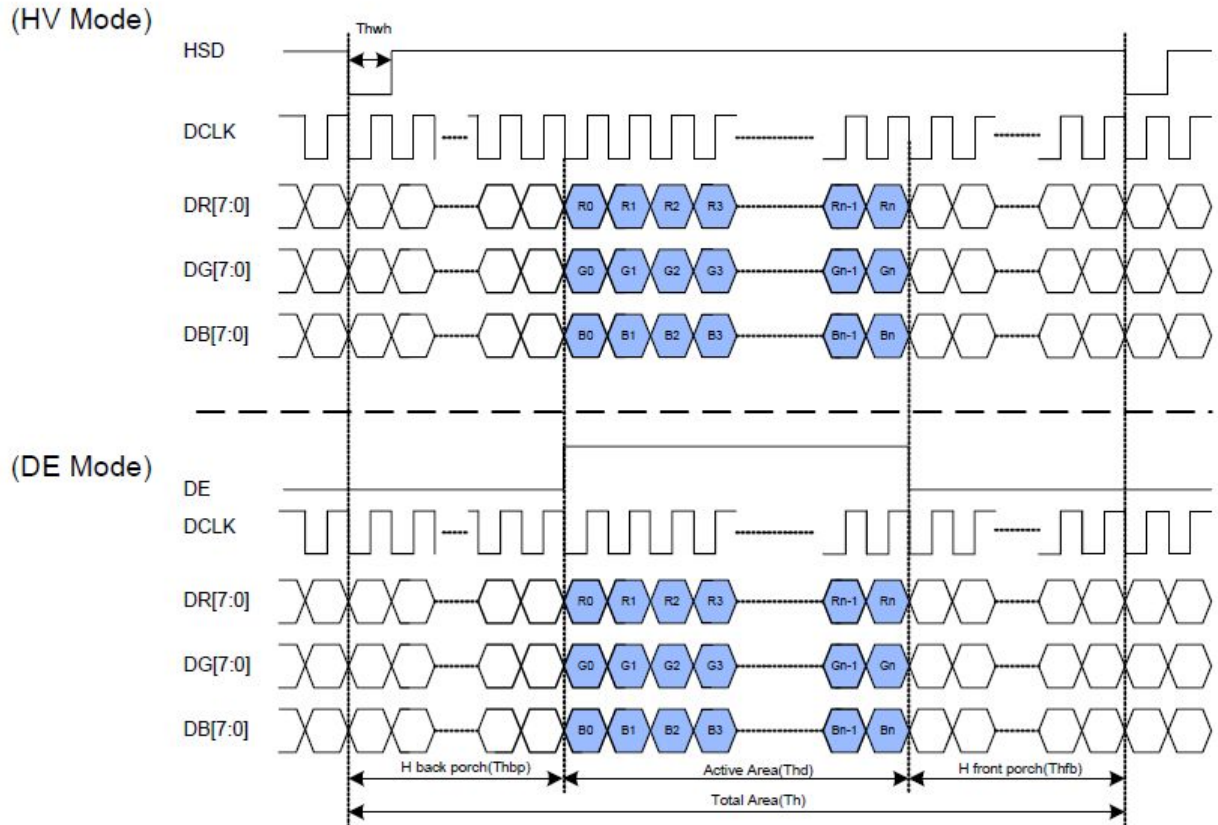 (HV Mode)
Thwh
HSD
DCLK
DR[7:0] R0 R1 R2 R3 Rn-1 Rn
DG[7:0] G0 G1 G2 G3 Gn-1 Gn
DB[7:0] B0 B1 B2 B3 Bn-1 Bn
(DE Mode)
DE
DCLK
DR[7:0] R0 R1 R2 R3 Rn-1 Rn
DG[7:0] G0 G1 G2 G3 Gn-1 Gn
DB[7:0] B0 B1 B2 B3 Bn-1 Bn
H back porch(Thbp) Active Area(Thd) H front porch(Thfb)
Total Area(Th)